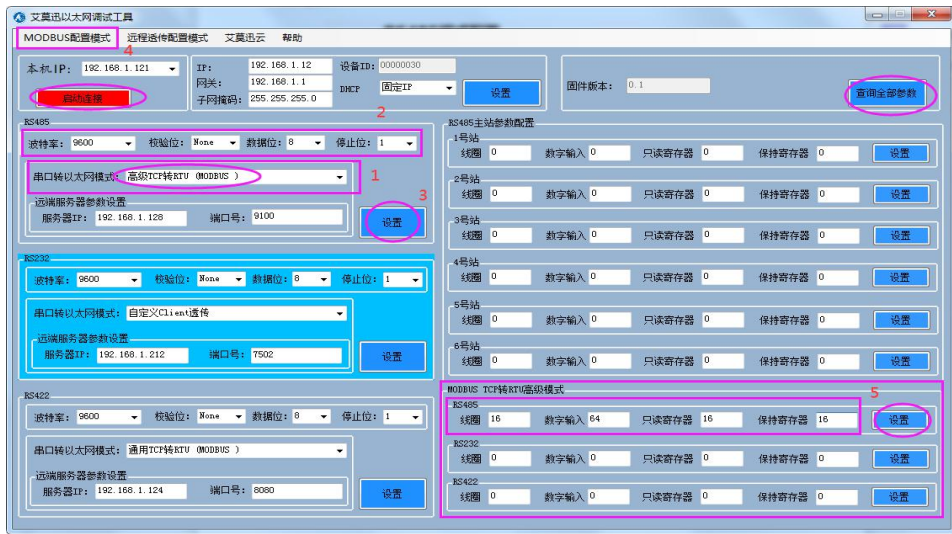 艾莫迅以太网调试工具
MODBUS配置模式 远程透传配置模式 艾莫迅云 帮助
4
本机IP: 192.168.1.121
启动连接
IP: 192.168.1.12 设备ID: 00000030
网关: 192.168.1.1 DHCP 固定IP 设置
子网掩码: 255.255.255.0
固件版本: 0.1
查询全部参数
2
RS485
波特率: 9600 校验位: None 数据位: 8 停止位: 1
串口转以太网模式: 高级TCP转RTU (MODBUS ) 1
3
远端服务器参数设置
服务器IP: 192.168.1.128 端口号: 9100 设置
RS232
波特率: 9600 校验位: None 数据位: 8 停止位: 1
串口转以太网模式: 自定义Client透传
远端服务器参数设置
服务器IP: 192.168.1.212 端口号: 7502 设置
RS422
波特率: 9600 校验位: None 数据位: 8 停止位: 1
串口转以太网模式: 通用TCP转RTU (MODBUS )
远端服务器参数设置
服务器IP: 192.168.1.124 端口号: 8080 设置
RS485主站参数配置
1号站
线圈 0 数字输入 0 只读寄存器 0 保持寄存器 0 设置
2号站
线圈 0 数字输入 0 只读寄存器 0 保持寄存器 0 设置
3号站
线圈 0 数字输入 0 只读寄存器 0 保持寄存器 0 设置
4号站
线圈 0 数字输入 0 只读寄存器 0 保持寄存器 0 设置
5号站
线圈 0 数字输入 0 只读寄存器 0 保持寄存器 0 设置
6号站
线圈 0 数字输入 0 只读寄存器 0 保持寄存器 0 设置
MODBUS TCP转RTU高级模式
5
RS485
线圈 16 数字输入 64 只读寄存器 16 保持寄存器 16 设置
RS232
线圈 0 数字输入 0 只读寄存器 0 保持寄存器 0 设置
RS422
线圈 0 数字输入 0 只读寄存器 0 保持寄存器 0 设置